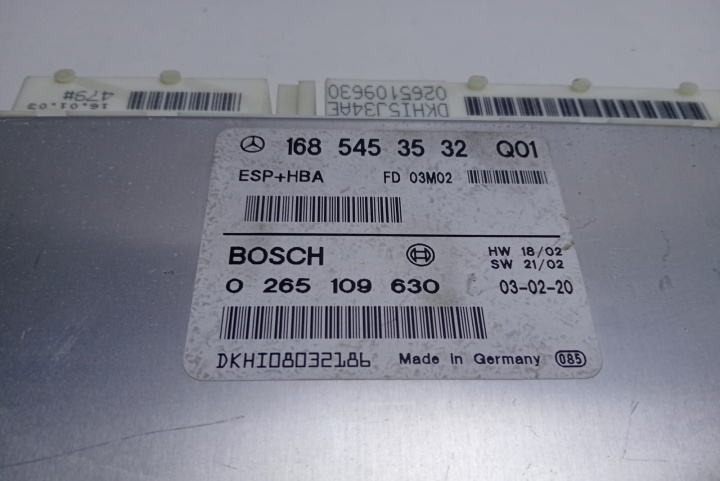 16.01.03
479#
DKHI5J34AE
0265109630
168 545 35 32 Q01
ESP+HBA FD 03M02
BOSCH HW 18/02
SW 21/02
0 265 109 630 03-02-20
DKHI08032186 Made in Germany 085